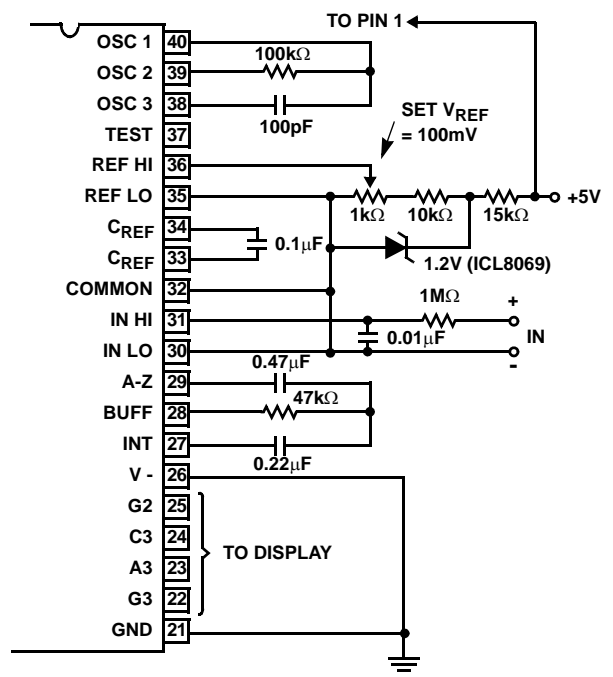 TO PIN 1
OSC 1 40
100kΩ
OSC 2 39
OSC 3 38
100pF
SET VREF
= 100mV
TEST 37
REF HI 36
REF LO 35
1kΩ 10kΩ 15kΩ
+5V
CREF 34
0.1μF
CREF 33
1.2V (ICL8069)
COMMON 32
1MΩ
+
IN HI 31
0.01μF
IN
IN LO 30
-
0.47μF
A-Z 29
47kΩ
BUFF 28
INT 27
0.22μF
V - 26
G2 25
C3 24
TO DISPLAY
A3 23
G3 22
GND 21